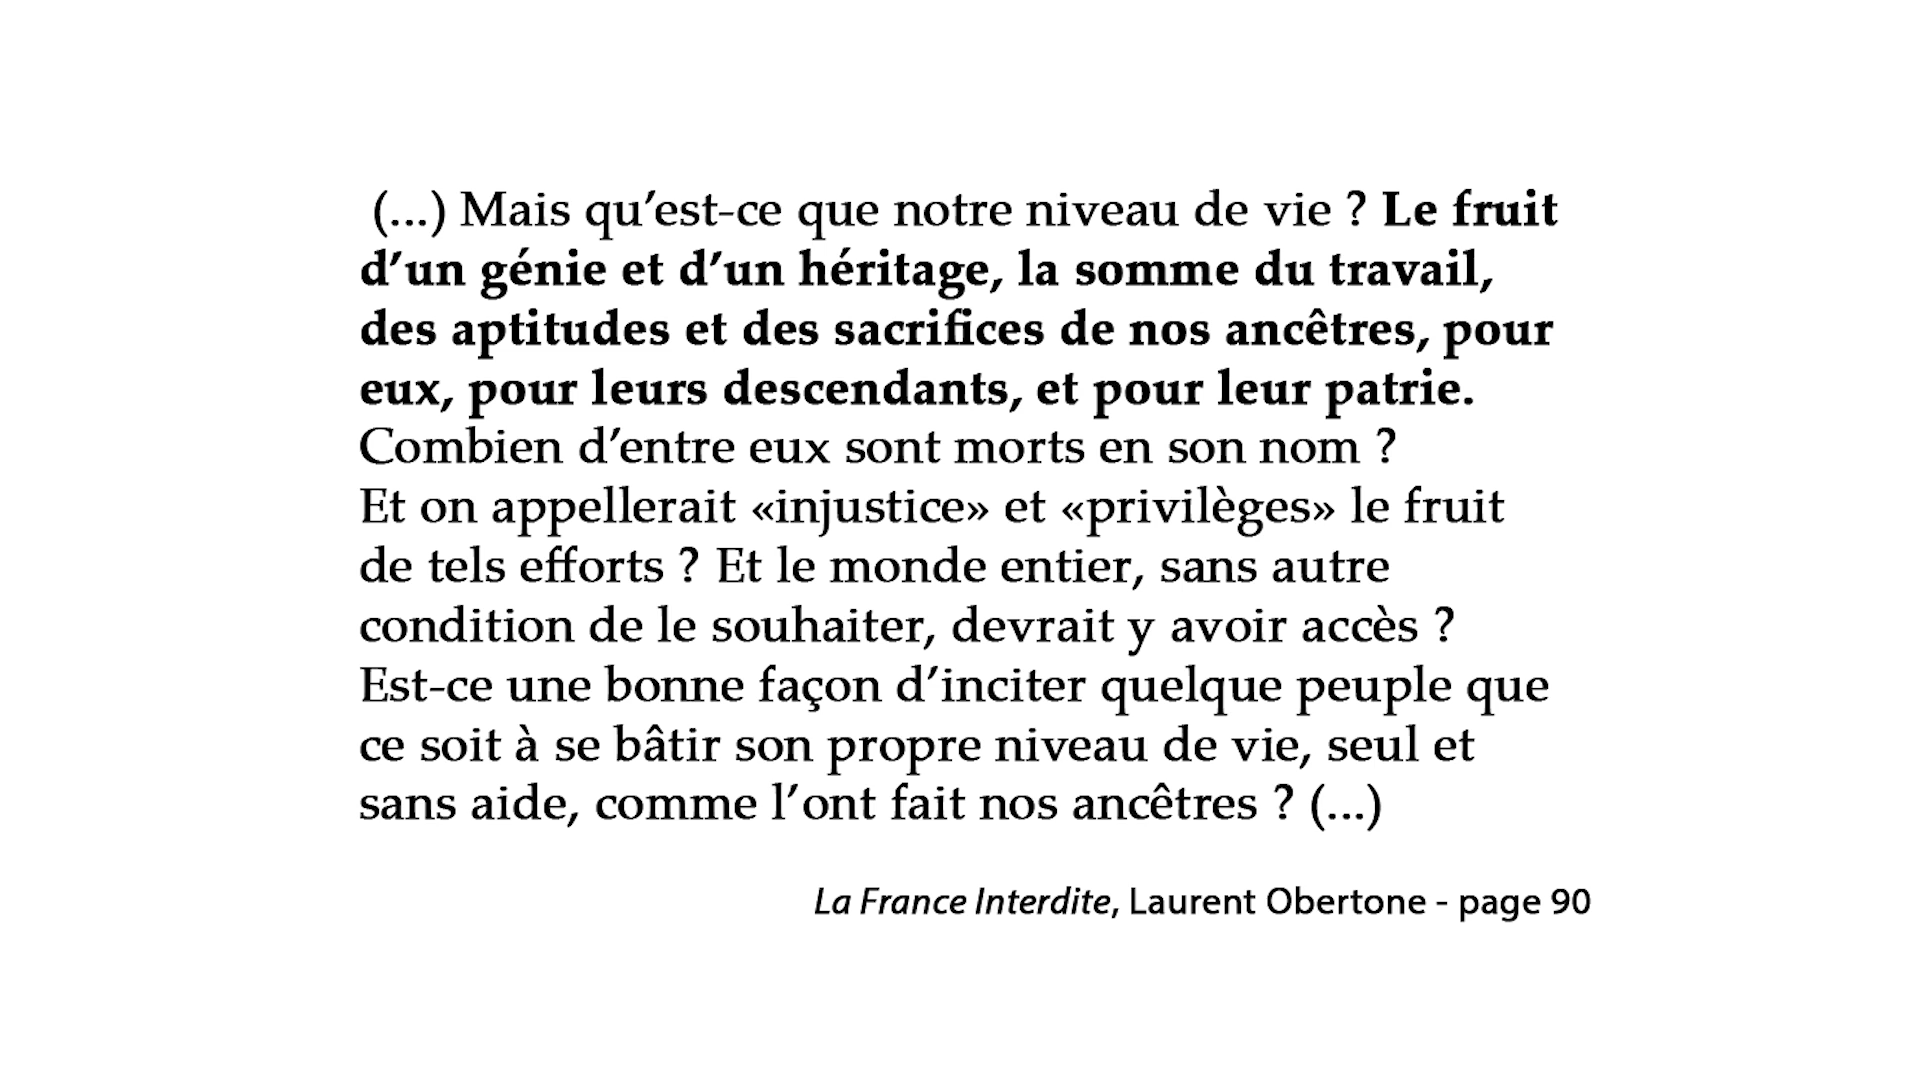 (...) Mais qu’est-ce que notre niveau de vie ? Le fruit
d’un génie et d’un héritage, la somme du travail,
des aptitudes et des sacrifices de nos ancêtres, pour
eux, pour leurs descendants, et pour leur patrie.
Combien d’entre eux sont morts en son nom ?
Et on appellerait «injustice» et «privilèges» le fruit
de tels efforts ? Et le monde entier, sans autre
condition de le souhaiter, devrait y avoir accès ?
Est-ce une bonne façon d’inciter quelque peuple que
ce soit à se bâtir son propre niveau de vie, seul et
sans aide, comme l’ont fait nos ancêtres ? (...)
La France Interdite, Laurent Obertone - page 90